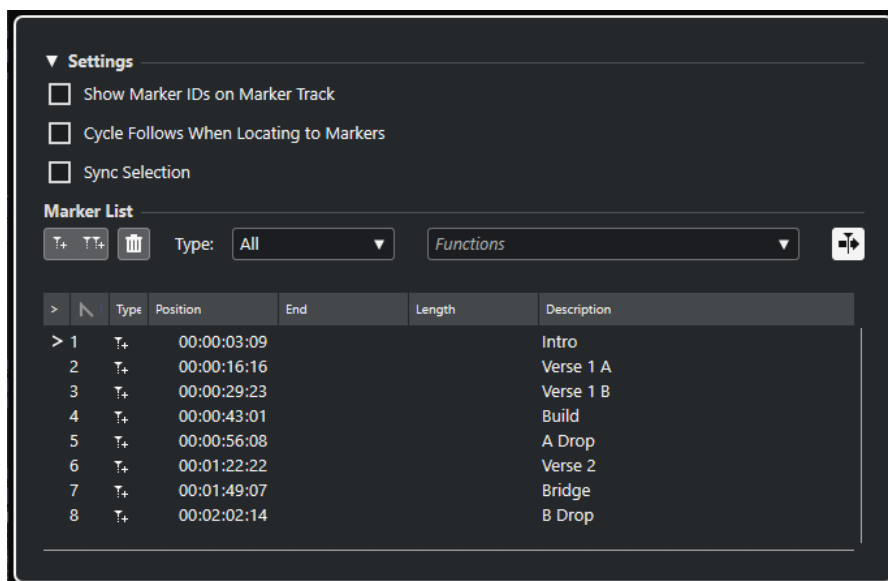 ▼ Settings
Show Marker IDs on Marker Track
Cycle Follows When Locating to Markers
Sync Selection
Marker List
Type: All Functions
> Type Position End Length Description
> 1 00:00:03:09 Intro
2 00:00:16:16 Verse 1 A
3 00:00:29:23 Verse 1 B
4 00:00:43:01 Build
5 00:00:56:08 A Drop
6 00:01:22:22 Verse 2
7 00:01:49:07 Bridge
8 00:02:02:14 B Drop